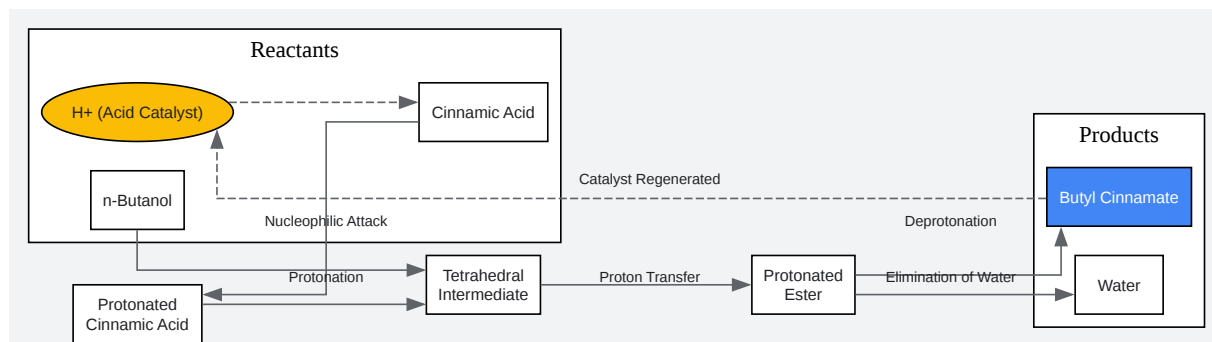 Reactants
H+ (Acid Catalyst)
Cinnamic Acid
Products
n-Butanol
Catalyst Regenerated
Butyl Cinnamate
Nucleophilic Attack
Deprotonation
Protonation
Tetrahedral
Intermediate
Proton Transfer
Protonated
Ester
Elimination of Water
Water
Protonated
Cinnamic Acid